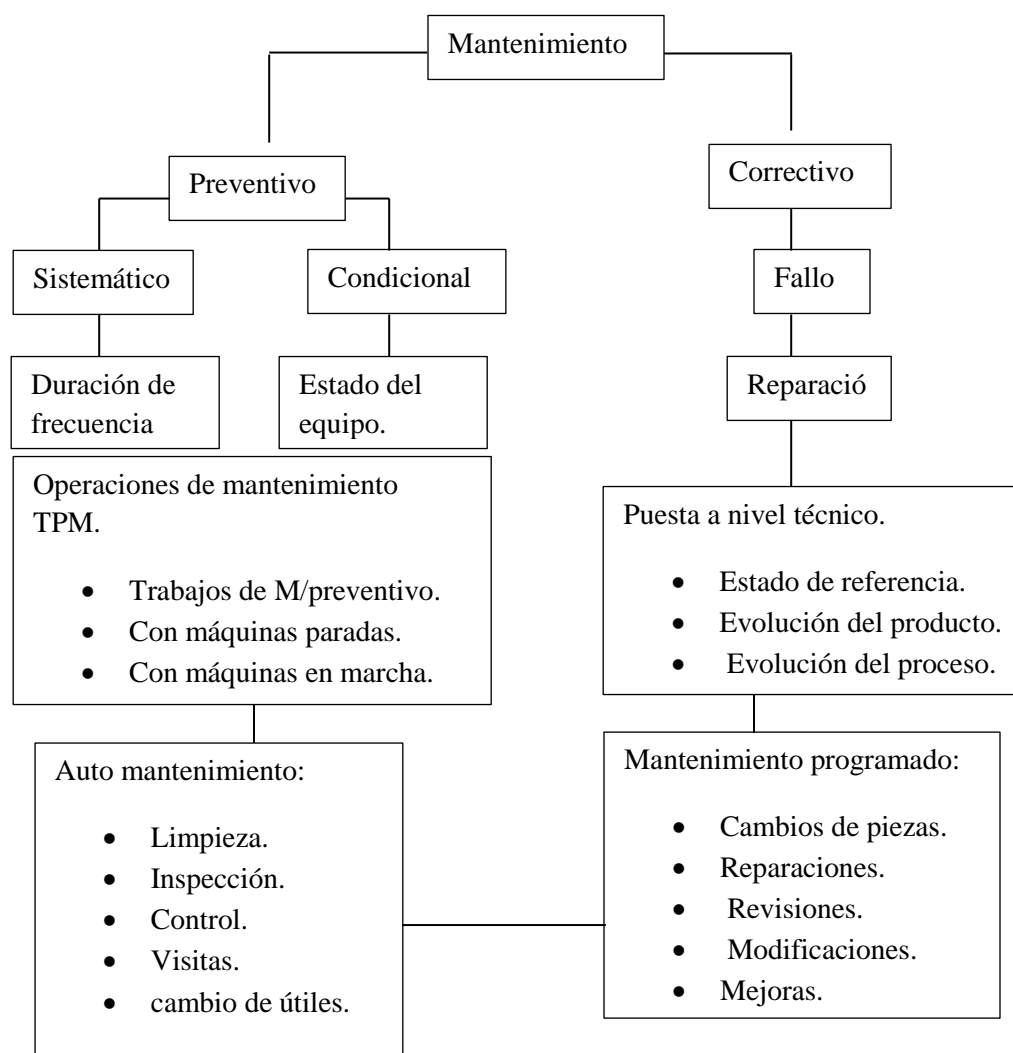 Mantenimiento
Preventivo
Correctivo
Sistemático
Condicional
Fallo
Duración de
frecuencia
Estado del
equipo.
Reparació
Operaciones de mantenimiento
TPM.
• Trabajos de M/preventivo.
• Con máquinas paradas.
• Con máquinas en marcha.
Puesta a nivel técnico.
• Estado de referencia.
• Evolución del producto.
• Evolución del proceso.
Auto mantenimiento:
• Limpieza.
• Inspección.
• Control.
• Visitas.
• cambio de útiles.
Mantenimiento programado:
• Cambios de piezas.
• Reparaciones.
• Revisiones.
• Modificaciones.
• Mejoras.